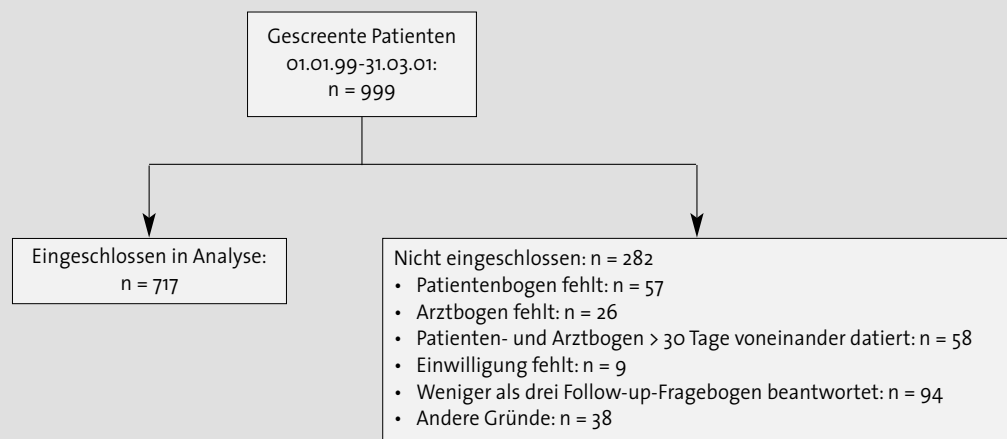 Gescreente Patienten
01.01.99-31.03.01:
n = 999
Eingeschlossen in Analyse:
n = 717
Nicht eingeschlossen: n = 282
• Patientenbogen fehlt: n = 57
• Arztbogen fehlt: n = 26
• Patienten- und Arztbogen > 30 Tage voneinander datiert: n = 58
• Einwilligung fehlt: n = 9
• Weniger als drei Follow-up-Fragebogen beantwortet: n = 94
• Andere Gründe: n = 38